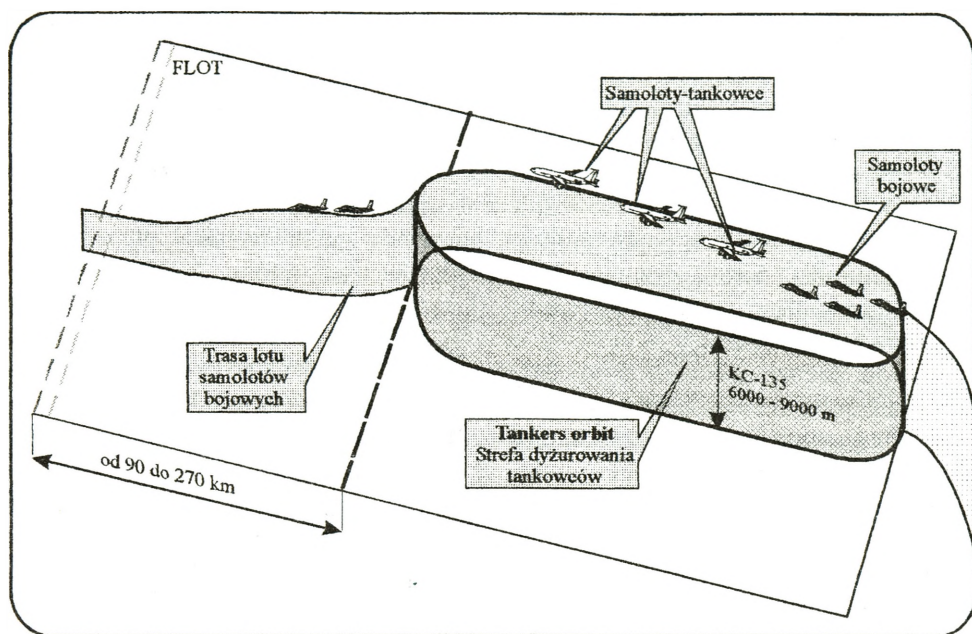 FLOT
Samoloty-tankowce
Samoloty
bojowe
Trasa lotu
samolotów
bojowych
KC-135
6000 - 9000 m
Tankers orbit
Strefa dyżurowania
tankowców
od 90 do 270 km